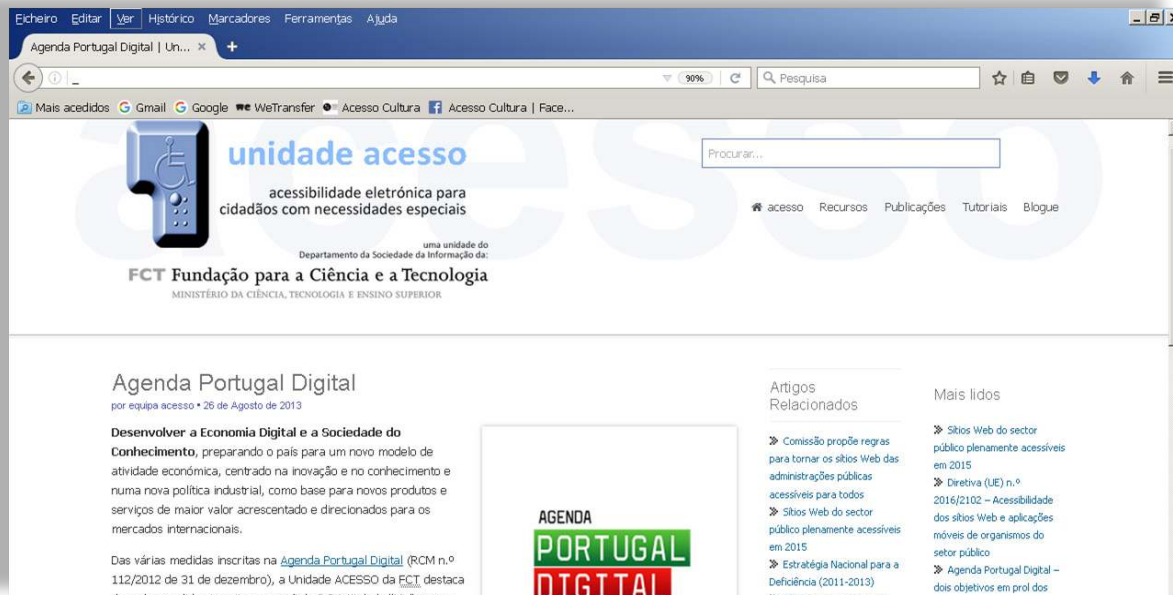 Ficheiro Editar Ver Histórico Marcadores Ferramentas Ajuda
Agenda Portugal Digital | Un... × +
90% Pesquisa
Mais acedidos Gmail Google WeTransfer Acesso Cultura Acesso Cultura | Face...
acesso
unidade acesso
acessibilidade eletrónica para
cidadãos com necessidades especiais
uma unidade do
Departamento da Sociedade da Informação da:
FCT Fundação para a Ciência e a Tecnologia
MINISTÉRIO DA CIÊNCIA, TECNOLOGIA E ENSINO SUPERIOR
Procurar...
acesso Recursos Publicações Tutoriais Blogue
Agenda Portugal Digital
por equipa acesso • 26 de Agosto de 2013
Desenvolver a Economia Digital e a Sociedade do
Conhecimento, preparando o país para um novo modelo de
atividade económica, centrado na inovação e no conhecimento e
numa nova política industrial, como base para novos produtos e
serviços de maior valor acrescentado e direcionados para os
mercados internacionais.
Das várias medidas inscritas na Agenda Portugal Digital (RCM n.º
112/2012 de 31 de dezembro), a Unidade ACESSO da FCT destaca
AGENDA
PORTUGAL
DIGITAL
Artigos
Relacionados
» Comissão propõe regras
para tornar os sítios Web das
administrações públicas
acessíveis para todos
» Sítios Web do sector
público plenamente acessíveis
em 2015
» Estratégia Nacional para a
Deficiência (2011-2013)
Mais lidos
» Sítios Web do sector
público plenamente acessíveis
em 2015
» Diretiva (UE) n.º
2016/2102 – Acessibilidade
dos sítios Web e aplicações
móveis de organismos do
setor público
» Agenda Portugal Digital –
dois objetivos em prol dos